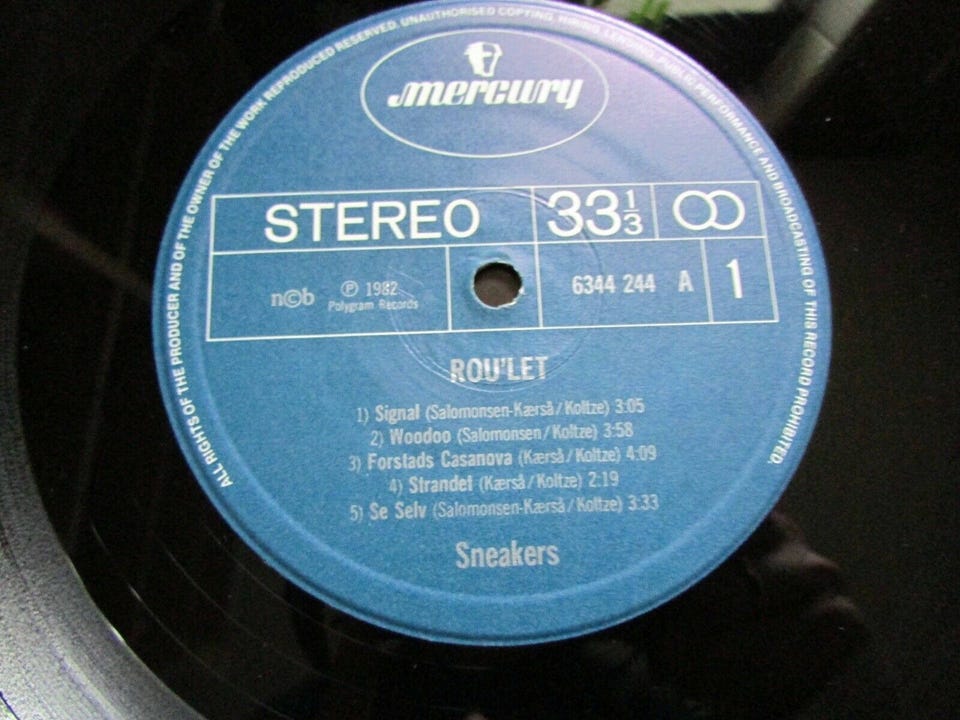 ALL RIGHTS OF THE PRODUCER AND OF THE OWNER OF THE WORK REPRODUCED RESERVED. UNAUTHORISED COPYING, HIRING, LENDING, PUBLIC PERFORMANCE AND BROADCASTING OF THIS RECORD PROHIBITED.
mercury
STEREO 33 1/3
n©b ℗ 1982 6344 244 A 1
Polygram Records
ROU'LET
1) Signal (Salomonsen-Kærså/Koltze) 3:05
2) Woodoo (Salomonsen/Koltze) 3:58
3) Forstads Casanova (Kærså/Koltze) 4:09
4) Strandet (Kærså/Koltze) 2:19
5) Se Selv (Salomonsen-Kærså/Koltze) 3:33
Sneakers